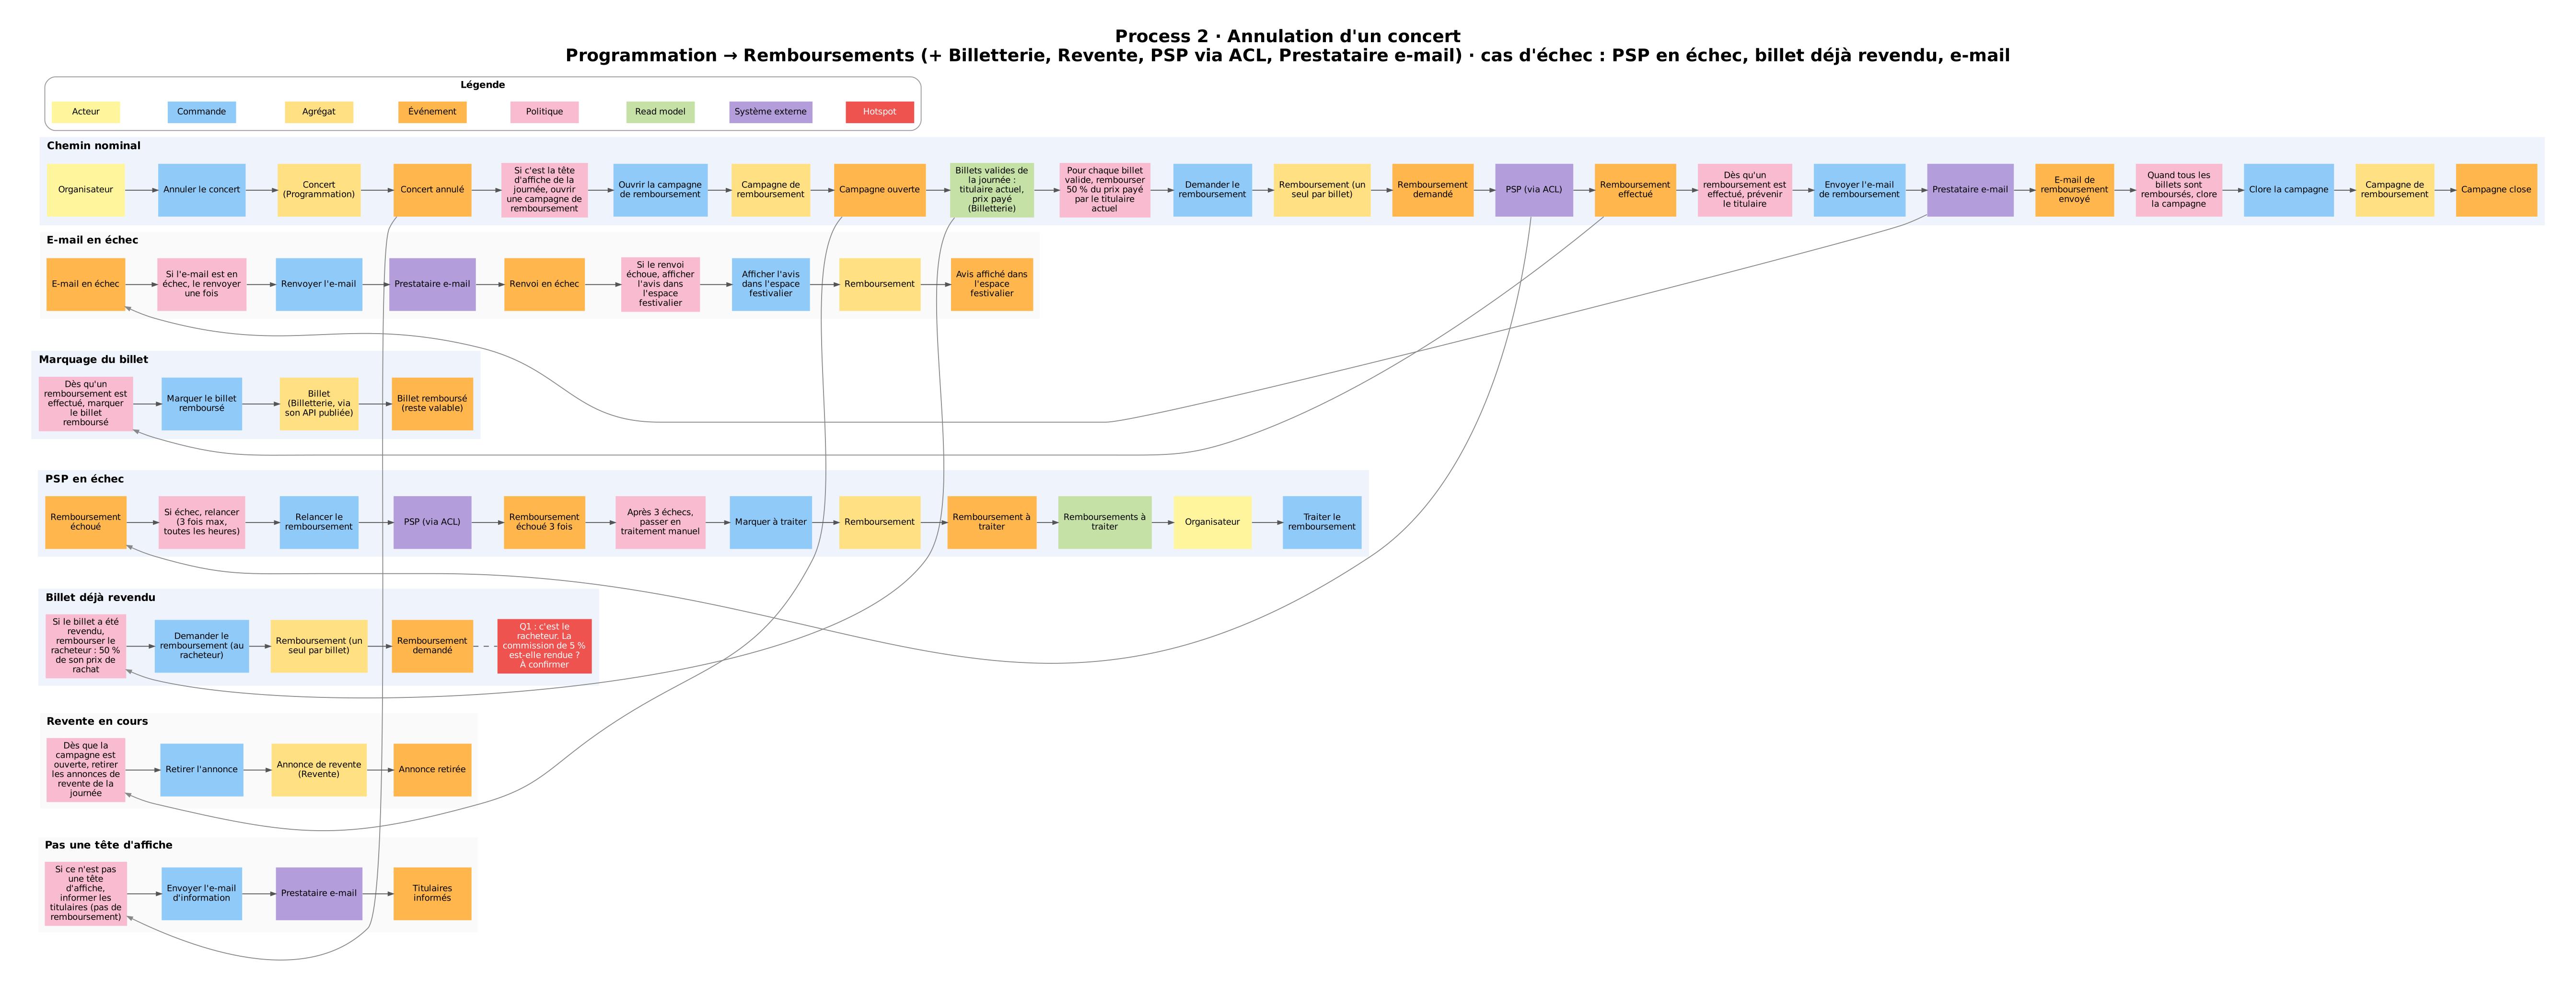 Process 2 · Annulation d'un concert
Programmation → Remboursements (+ Billetterie, Revente, PSP via ACL, Prestataire e-mail) · cas d'échec : PSP en échec, billet déjà revendu, e-mail
Légende
Acteur
Commande
Agrégat
Événement
Politique
Read model
Système externe
Hotspot
Chemin nominal
Organisateur
Annuler le concert
Concert
(Programmation)
Concert annulé
Si c'est la tête
d'affiche de la
journée, ouvrir
une campagne de
remboursement
Ouvrir la campagne
de remboursement
Campagne de
remboursement
Campagne ouverte
Billets valides de
la journée :
titulaire actuel,
prix payé
(Billetterie)
Pour chaque billet
valide, rembourser
50 % du prix payé
par le titulaire
actuel
Demander le
remboursement
Remboursement (un
seul par billet)
Remboursement
demandé
PSP (via ACL)
Remboursement
effectué
Dès qu'un
remboursement est
effectué, prévenir
le titulaire
Envoyer l'e-mail
de remboursement
Prestataire e-mail
E-mail de
remboursement
envoyé
Quand tous les
billets sont
remboursés, clore
la campagne
Clore la campagne
Campagne de
remboursement
Campagne close
E-mail en échec
E-mail en échec
Si l'e-mail est en
échec, le renvoyer
une fois
Renvoyer l'e-mail
Prestataire e-mail
Renvoi en échec
Si le renvoi
échoue, afficher
l'avis dans
l'espace
festivalier
Afficher l'avis
dans l'espace
festivalier
Remboursement
Avis affiché dans
l'espace
festivalier
Marquage du billet
Dès qu'un
remboursement est
effectué, marquer
le billet
remboursé
Marquer le billet
remboursé
Billet
(Billetterie, via
son API publiée)
Billet remboursé
(reste valable)
PSP en échec
Remboursement
échoué
Si échec, relancer
(3 fois max,
toutes les heures)
Relancer le
remboursement
PSP (via ACL)
Remboursement
échoué 3 fois
Après 3 échecs,
passer en
traitement manuel
Marquer à traiter
Remboursement
Remboursement à
traiter
Remboursements à
traiter
Organisateur
Traiter le
remboursement
Billet déjà revendu
Si le billet a été
revendu,
rembourser le
racheteur : 50 %
de son prix de
rachat
Demander le
remboursement (au
racheteur)
Remboursement (un
seul par billet)
Remboursement
demandé
Q1 : c'est le
racheteur. La
commission de 5 %
est-elle rendue ?
À confirmer
Revente en cours
Dès que la
campagne est
ouverte, retirer
les annonces de
revente de la
journée
Retirer l'annonce
Annonce de revente
(Revente)
Annonce retirée
Pas une tête d'affiche
Si ce n'est pas
une tête
d'affiche,
informer les
titulaires (pas de
remboursement)
Envoyer l'e-mail
d'information
Prestataire e-mail
Titulaires
informés